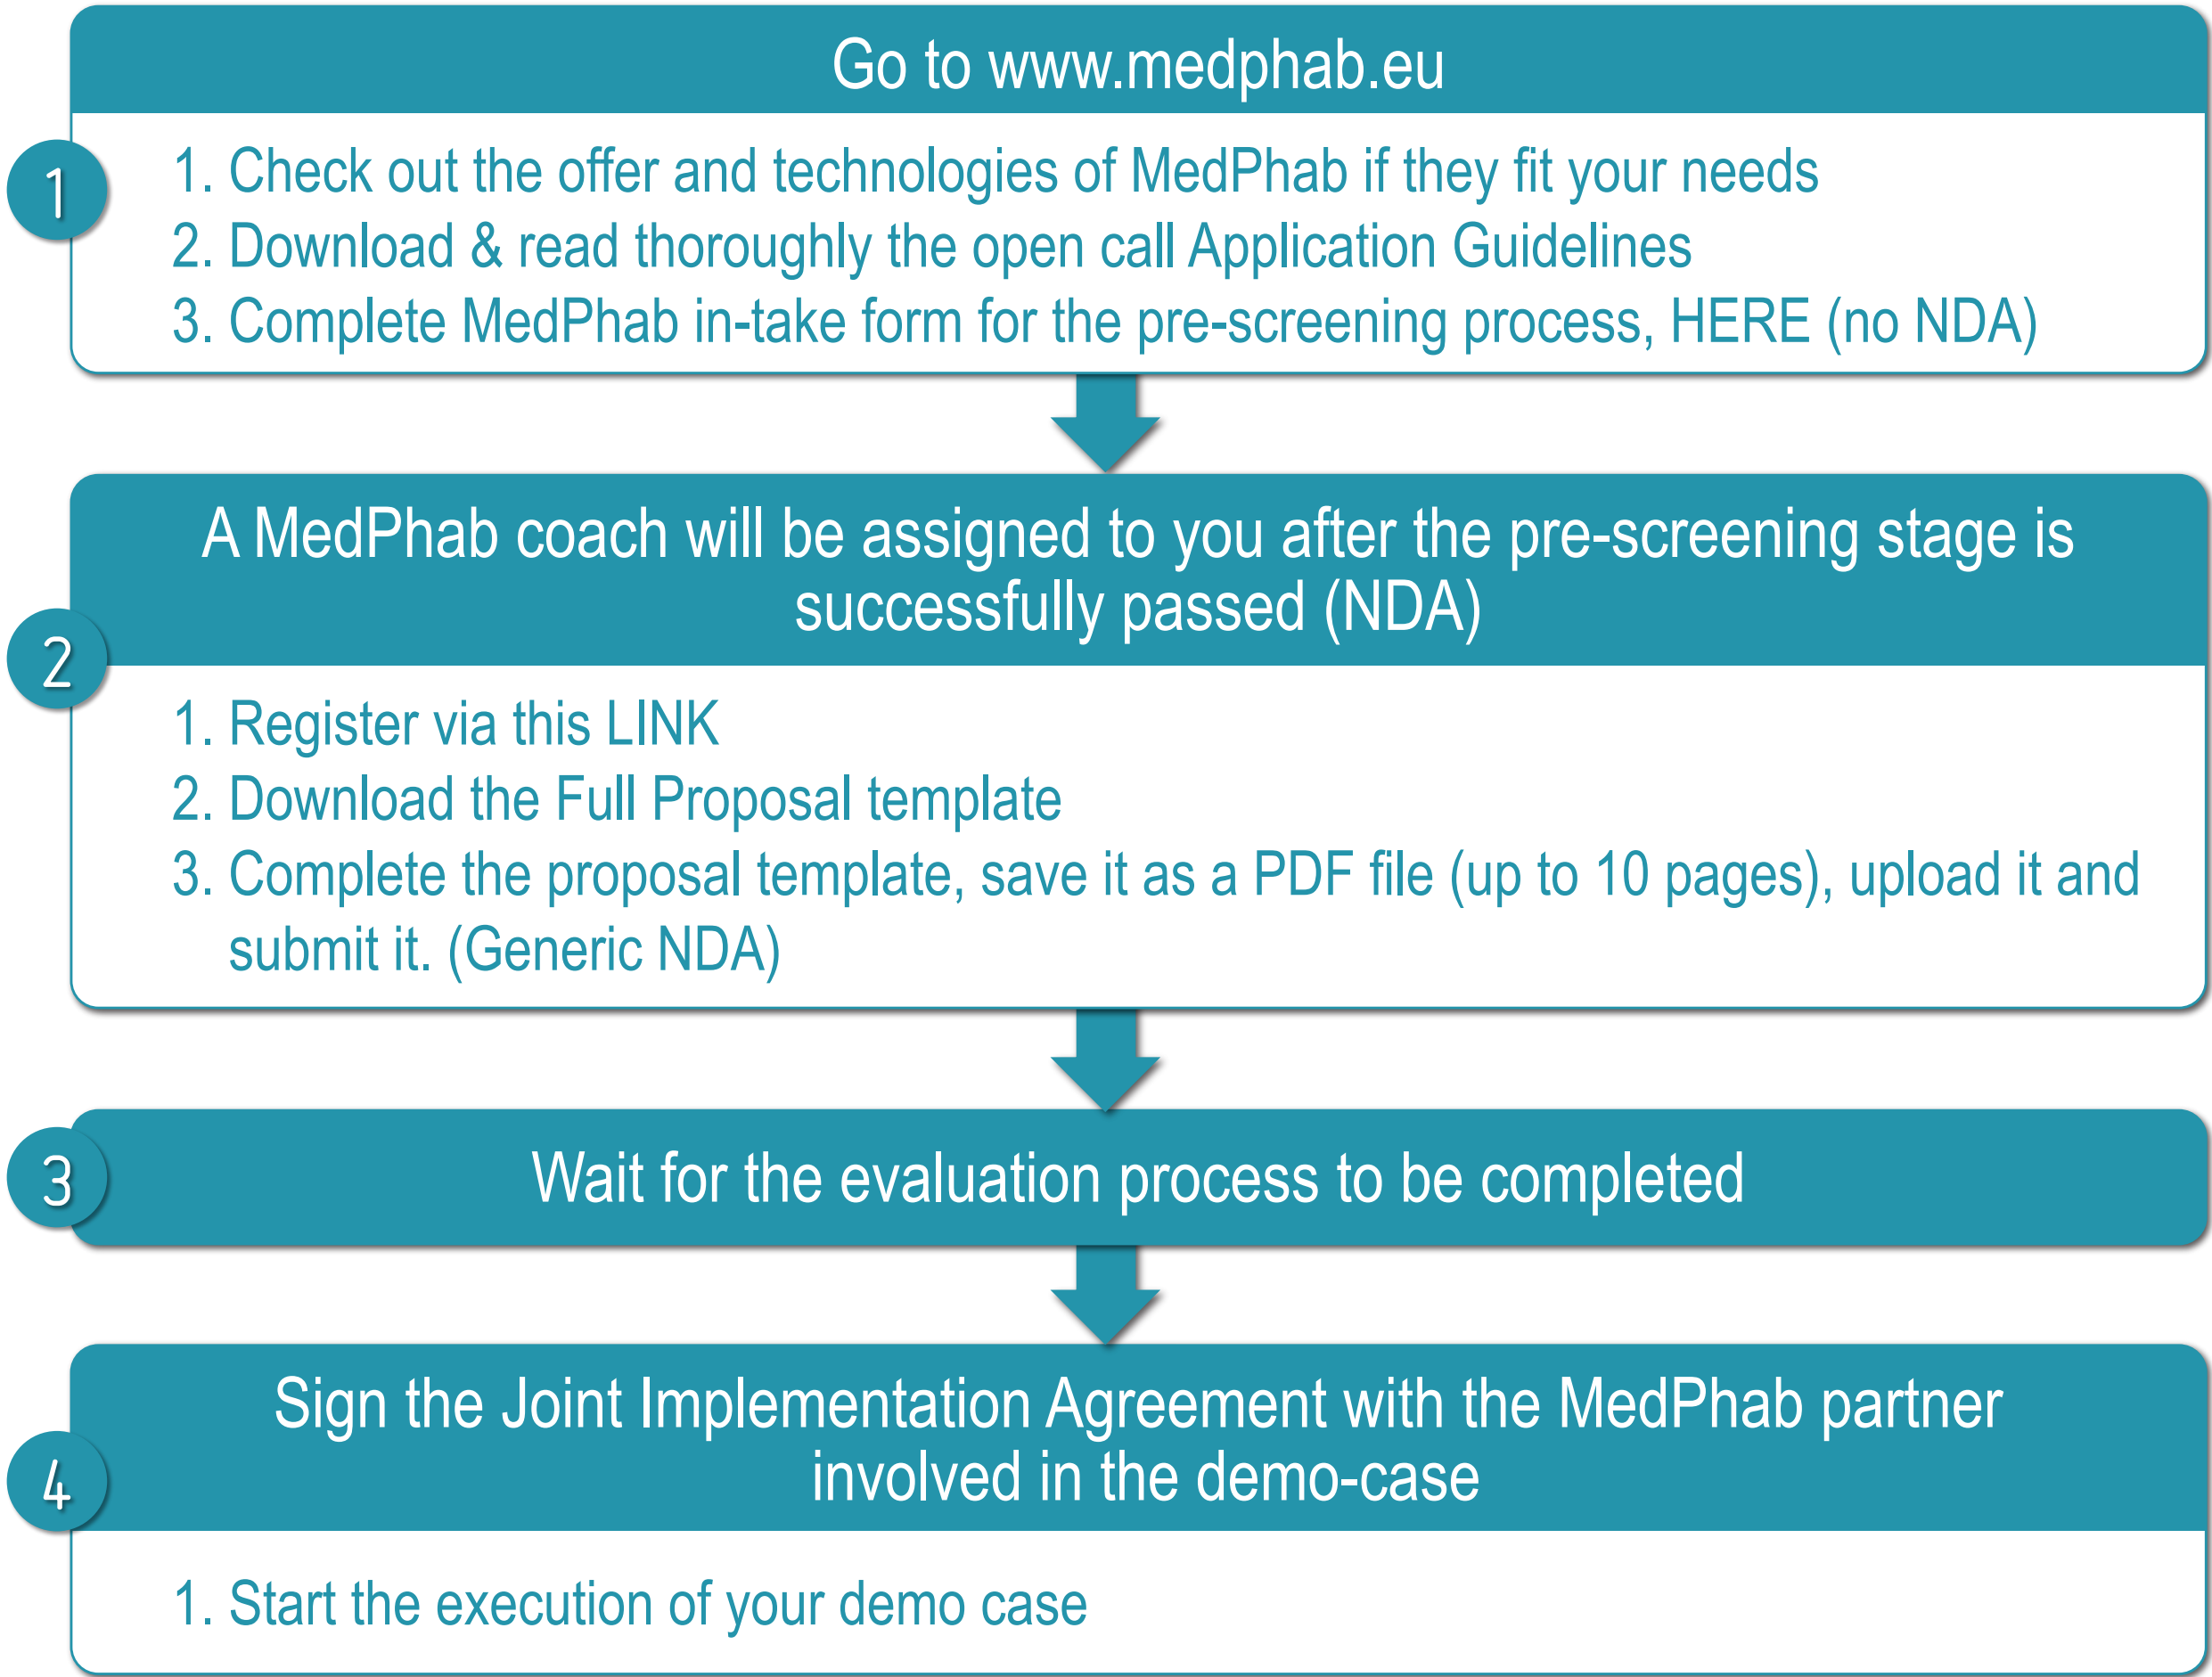 Go to www.medphab.eu
1
1. Check out the offer and technologies of MedPhab if they fit your needs
2. Download & read thoroughly the open call Application Guidelines
3. Complete MedPhab in-take form for the pre-screening process, HERE (no NDA)
A MedPhab coach will be assigned to you after the pre-screening stage is
successfully passed (NDA)
2
1. Register via this LINK
2. Download the Full Proposal template
3. Complete the proposal template, save it as a PDF file (up to 10 pages), upload it and
submit it. (Generic NDA)
3
Wait for the evaluation process to be completed
Sign the Joint Implementation Agreement with the MedPhab partner
involved in the demo-case
4
1. Start the execution of your demo case